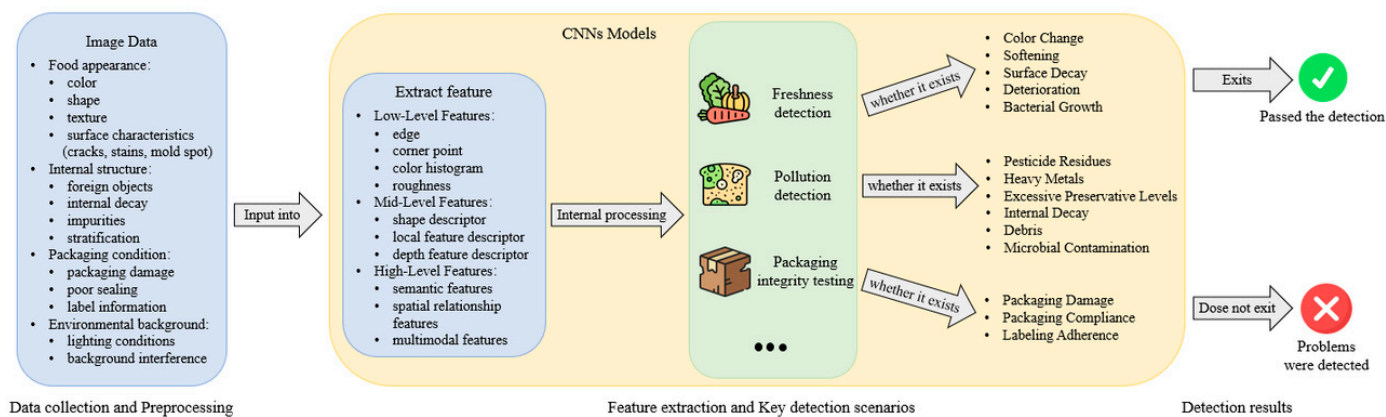 Image Data
• Food appearance:
• color
• shape
• texture
• surface characteristics
(cracks, stains, mold spot)
• Internal structure:
• foreign objects
• internal decay
• impurities
• stratification
• Packaging condition:
• packaging damage
• poor sealing
• label information
• Environmental background:
• lighting conditions
• background interference
Data collection and Preprocessing
Input into
CNNs Models
Extract feature
• Low-Level Features:
• edge
• corner point
• color histogram
• roughness
• Mid-Level Features:
• shape descriptor
• local feature descriptor
• depth feature descriptor
• High-Level Features:
• semantic features
• spatial relationship
features
• multimodal features
Internal processing
Freshness
detection
Pollution
detection
Packaging
integrity testing
•••
whether it exists
• Color Change
• Softening
• Surface Decay
• Deterioration
• Bacterial Growth
whether it exists
• Pesticide Residues
• Heavy Metals
• Excessive Preservative Levels
• Internal Decay
• Debris
• Microbial Contamination
whether it exists
• Packaging Damage
• Packaging Compliance
• Labeling Adherence
Feature extraction and Key detection scenarios
Exits
Passed the detection
Dose not exit
Problems
were detected
Detection results